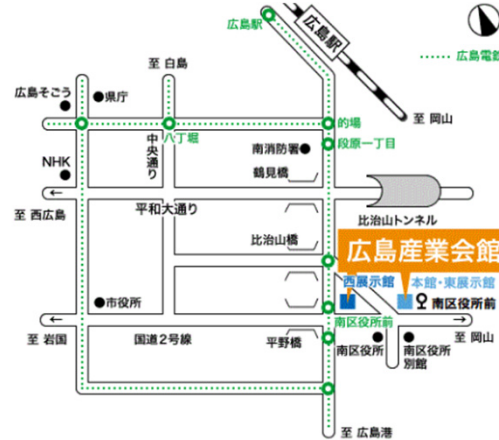 広島駅
広島駅
広島電鉄
至 白島
広島そごう
県庁
至 岡山
的場
八丁堀
中央通り
南消防署
段原一丁目
NHK
鶴見橋
至 西広島
平和大通り
比治山トンネル
比治山橋
広島産業会館
西展示館
本館・東展示館
市役所
南区役所前
南区役所前
至 岩国
国道2号線
平野橋
南区役所
南区役所
別館
至 岡山
至 広島港